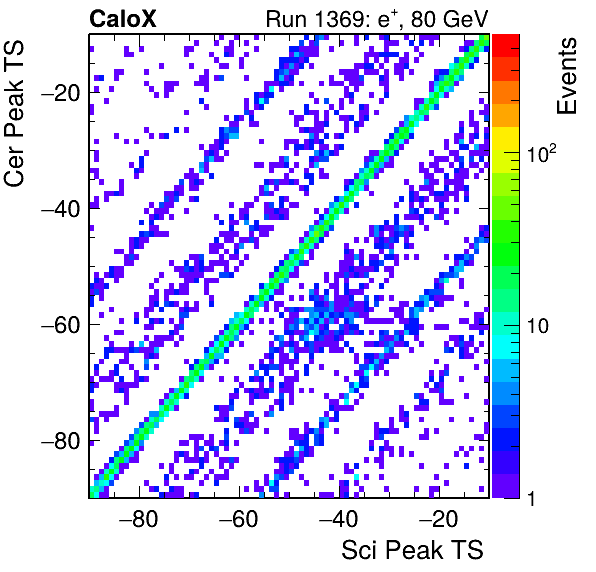 CaloX
Run 1369: e⁺, 80 GeV
Cer Peak TS
Events
−20
−40
−60
−80
10²
10
1
−80
−60
−40
−20
Sci Peak TS